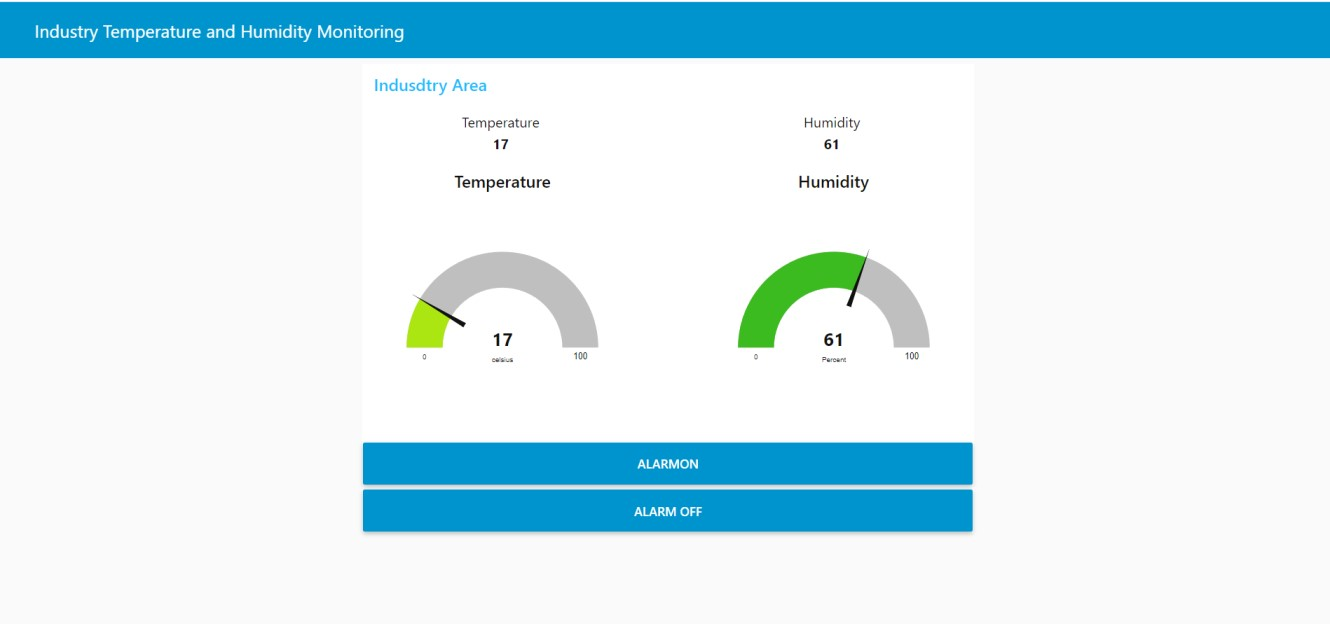 Industry Temperature and Humidity Monitoring
Indusdtry Area
Temperature
17
Humidity
61
Temperature
Humidity
17
0
celsius
100
61
0
Percent
100
ALARMON
ALARM OFF